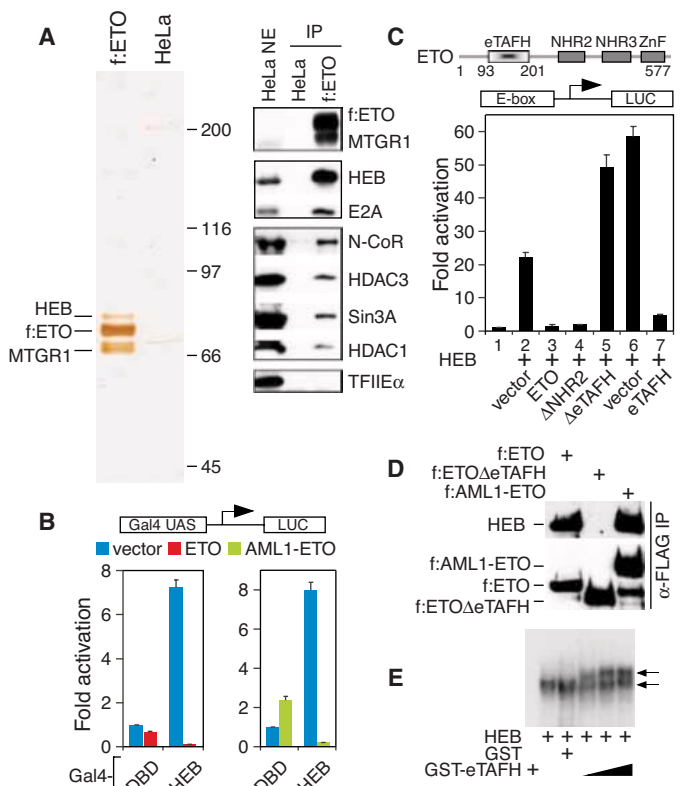 A
f:ETO
HeLa
200
116
97
66
45
HEB
f:ETO
MTGR1
IP
HeLa NE
HeLa
f:ETO
f:ETO
MTGR1
HEB
E2A
N-CoR
HDAC3
Sin3A
HDAC1
TFIIEα
B
Gal4 UAS
LUC
vector
ETO
AML1-ETO
Fold activation
8
6
4
2
0
8
6
4
2
0
Gal4-
DBD
HEB
DBD
HEB
C
ETO
eTAFH
NHR2
NHR3
ZnF
1
93
201
577
E-box
LUC
Fold activation
60
50
40
30
20
10
0
1 2 3 4 5 6 7
HEB + + + + + +
vector
ETO
ΔNHR2
ΔeTAFH
vector
eTAFH
D
f:ETO +
f:ETOΔeTAFH +
f:AML1-ETO +
HEB
f:AML1-ETO
f:ETO
f:ETOΔeTAFH
α-FLAG IP
E
HEB + + + + +
GST +
GST-eTAFH +